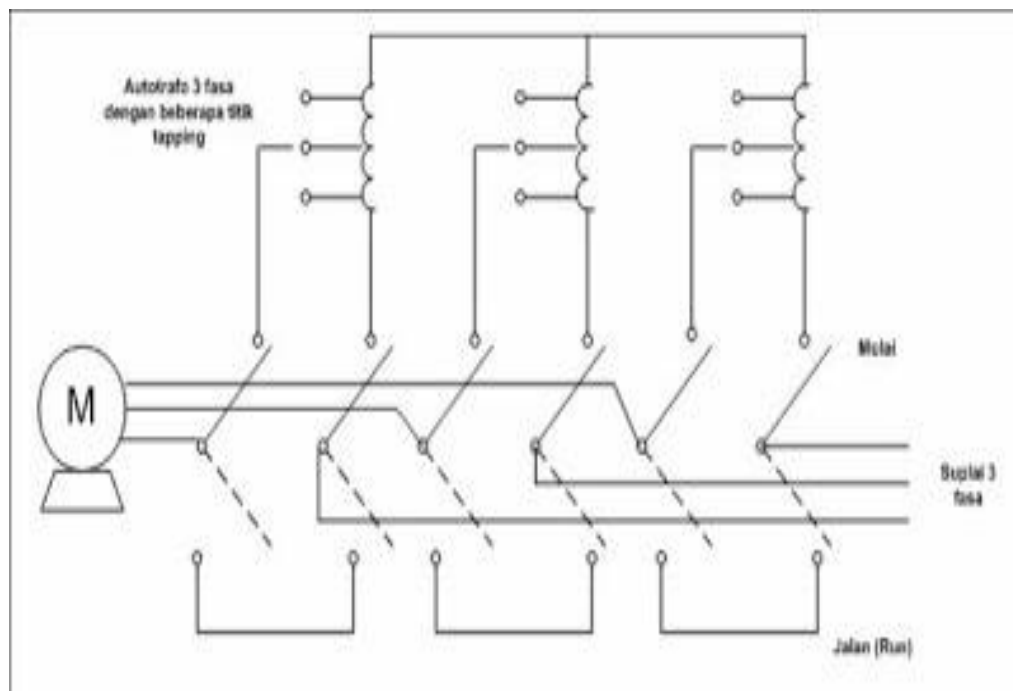 Autotrafo 3 fasa
dengan beberapa titik
tapping
Mulai
M
Suplai 3
fasa
Jalan (Run)